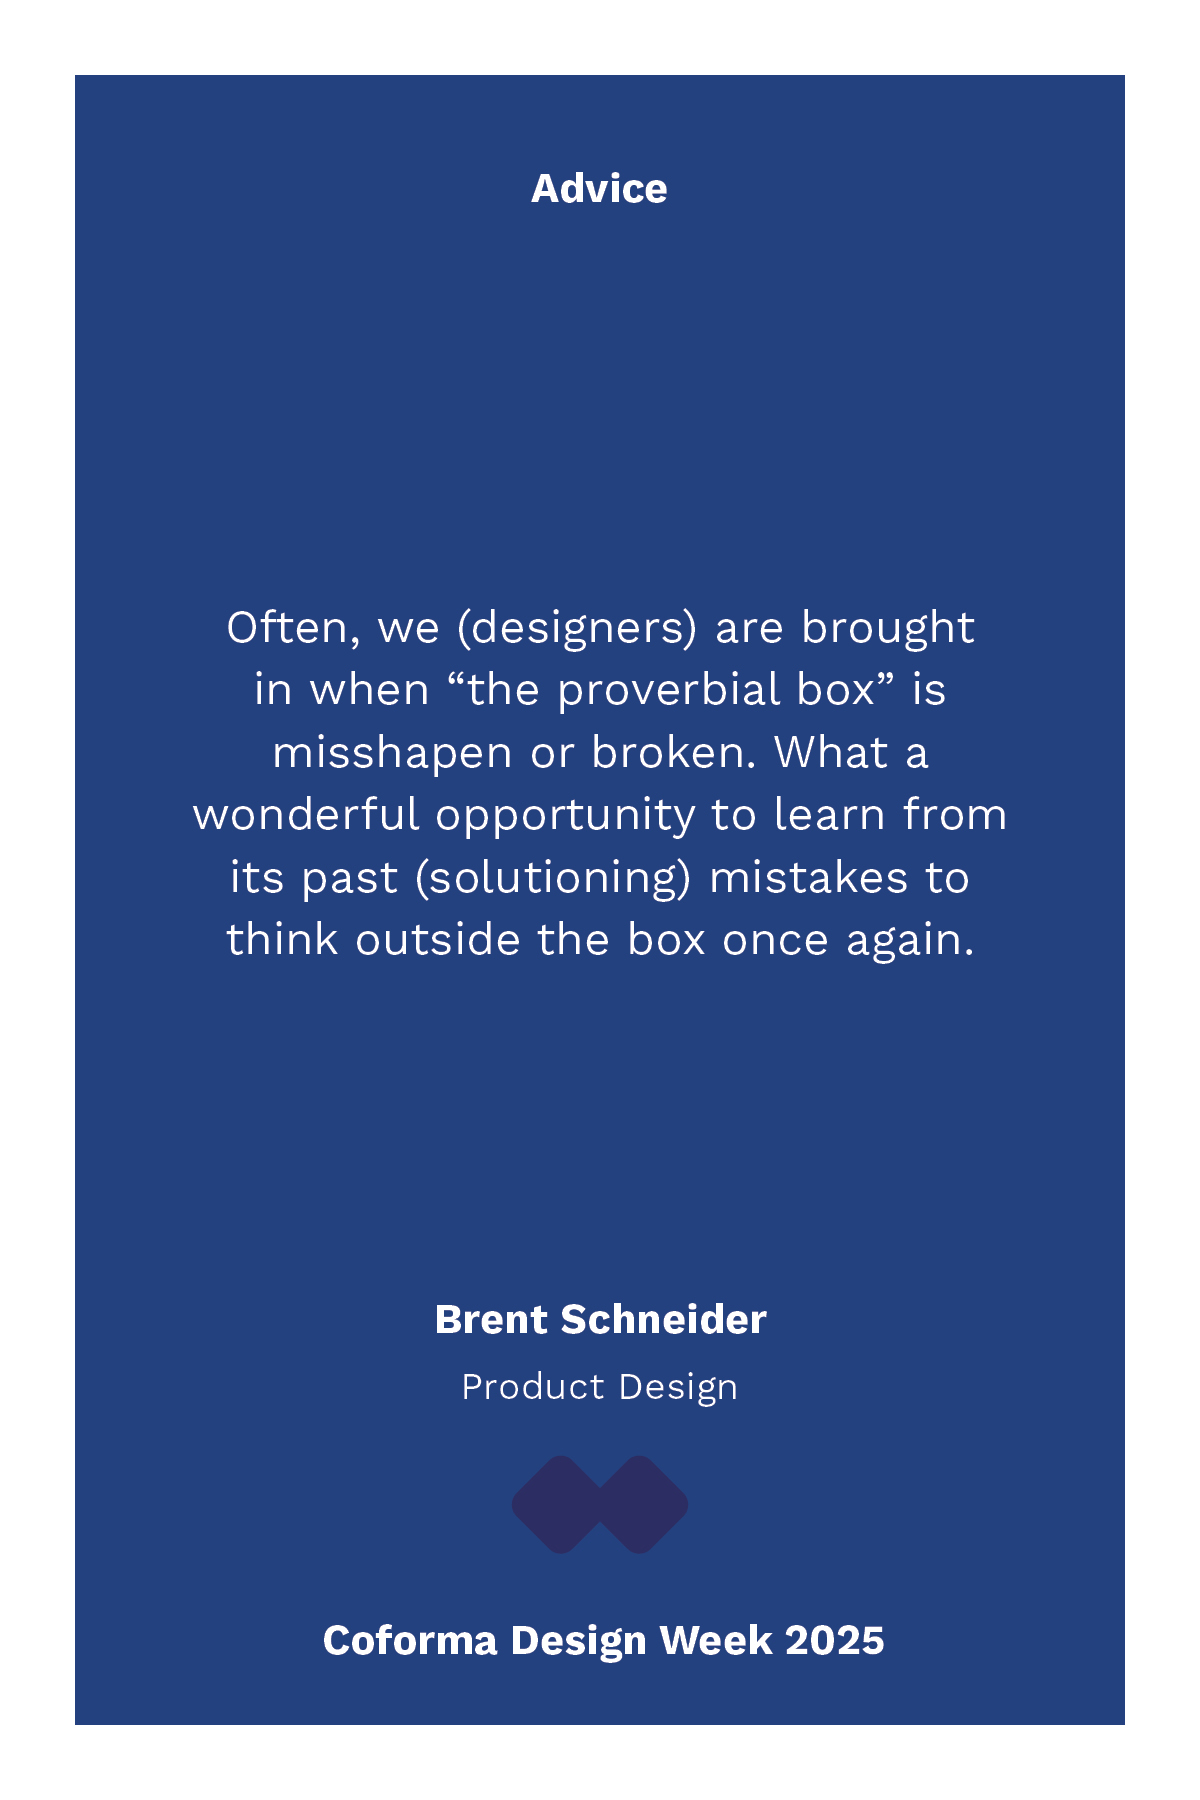 Advice
Often, we (designers) are brought
in when “the proverbial box” is
misshapen or broken. What a
wonderful opportunity to learn from
its past (solutioning) mistakes to
think outside the box once again.
Brent Schneider
Product Design
Coforma Design Week 2025